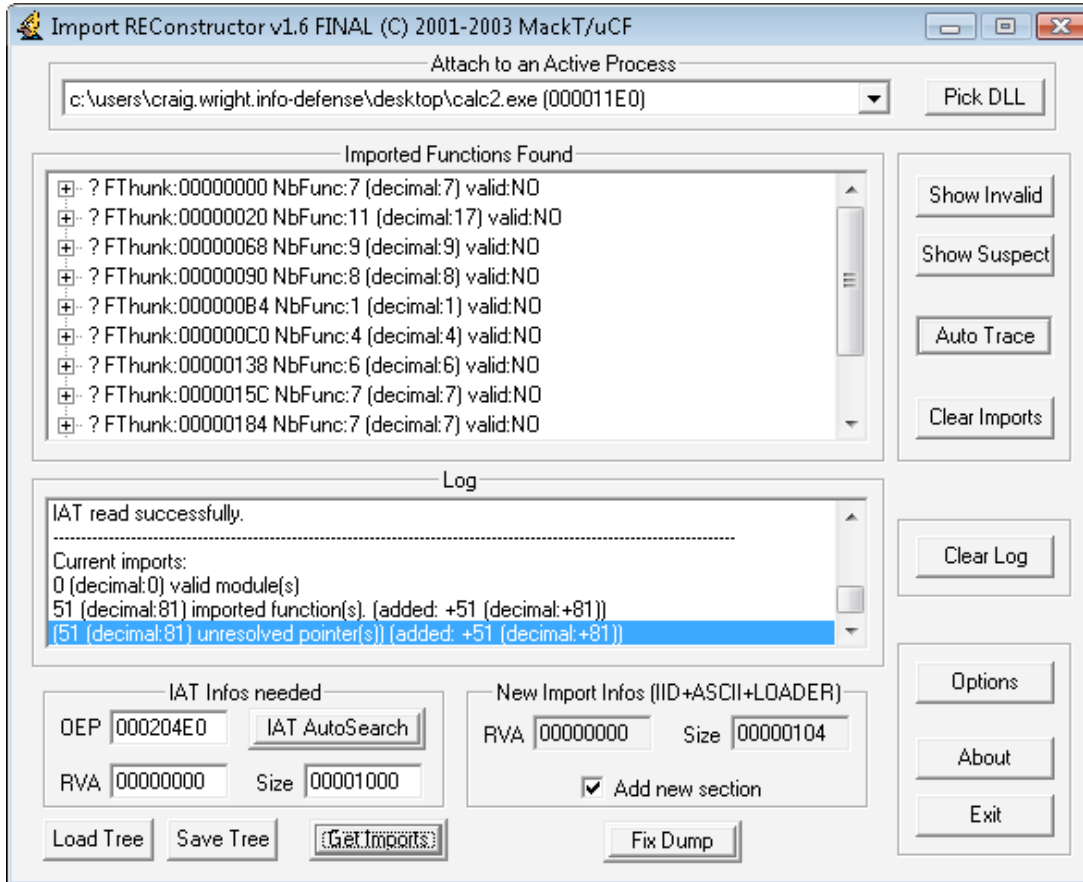 Import REConstructor v1.6 FINAL (C) 2001-2003 MackT/uCF
Attach to an Active Process
c:\users\craig.wright.info-defense\desktop\calc2.exe (000011E0)
Pick DLL
Imported Functions Found
? FThunk:00000000 NbFunc:7 (decimal:7) valid:NO
? FThunk:00000020 NbFunc:11 (decimal:17) valid:NO
? FThunk:00000068 NbFunc:9 (decimal:9) valid:NO
? FThunk:00000090 NbFunc:8 (decimal:8) valid:NO
? FThunk:000000B4 NbFunc:1 (decimal:1) valid:NO
? FThunk:000000C0 NbFunc:4 (decimal:4) valid:NO
? FThunk:00000138 NbFunc:6 (decimal:6) valid:NO
? FThunk:0000015C NbFunc:7 (decimal:7) valid:NO
? FThunk:00000184 NbFunc:7 (decimal:7) valid:NO
Show Invalid
Show Suspect
Auto Trace
Clear Imports
Log
IAT read successfully.
Current imports:
0 (decimal:0) valid module(s)
51 (decimal:81) imported function(s). (added: +51 (decimal:+81))
(51 (decimal:81) unresolved pointer(s)) (added: +51 (decimal:+81))
Clear Log
IAT Infos needed
OEP 000204E0 IAT AutoSearch
RVA 00000000 Size 00001000
New Import Infos (IID+ASCII+LOADER)
RVA 00000000 Size 00000104
Add new section
Load Tree Save Tree Get Imports Fix Dump
Options
About
Exit